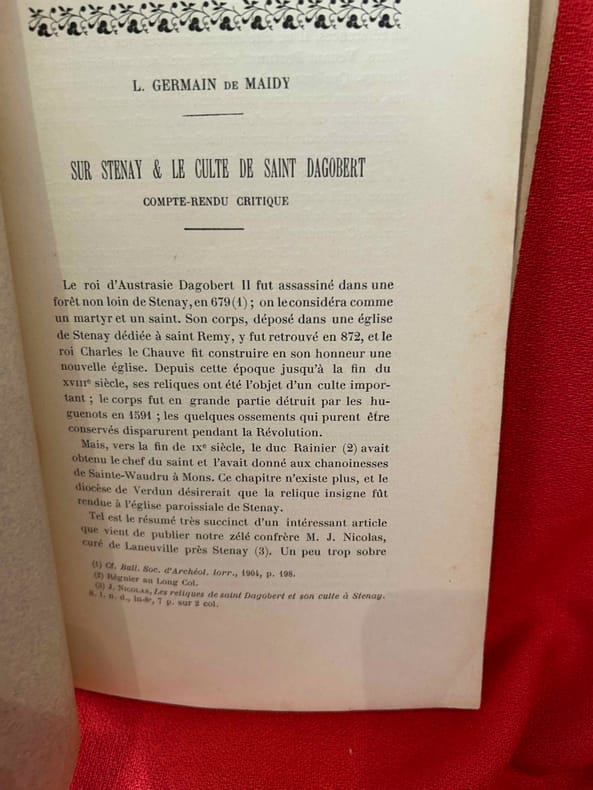 L. GERMAIN DE MAIDY
SUR STENAY & LE CULTE DE SAINT DAGOBERT
COMPTE-RENDU CRITIQUE
Le roi d'Austrasie Dagobert II fut assassiné dans une
forêt non loin de Stenay, en 679 (1) ; on le considéra comme
un martyr et un saint. Son corps, déposé dans une église
de Stenay dédiée à saint Remy, y fut retrouvé en 872, et le
roi Charles le Chauve fit construire en son honneur une
nouvelle église. Depuis cette époque jusqu'à la fin du
XVIIIe siècle, ses reliques ont été l'objet d'un culte impor-
tant ; le corps fut en grande partie détruit par les hu-
guenots en 1591 ; les quelques ossements qui purent être
conservés disparurent pendant la Révolution.
Mais, vers la fin de IXe siècle, le duc Rainier (2) avait
obtenu le chef du saint et l'avait donné aux chanoinesses
de Sainte-Waudru à Mons. Ce chapitre n'existe plus, et le
diocèse de Verdun désirerait que la relique insigne fût
rendue à l'église paroissiale de Stenay.
Tel est le résumé très succinct d'un intéressant article
que vient de publier notre zélé confrère M. J. Nicolas,
curé de Laneuville près Stenay (3). Un peu trop sobre
(1) Cf. Bull. Soc. d'Archéol. lorr., 1904, p. 198.
(2) Régnier au Long Col.
(3) J. NICOLAS, Les reliques de saint Dagobert et son culte à Stenay.
S. l. n. d., in-8°, 7 p. sur 2 col.